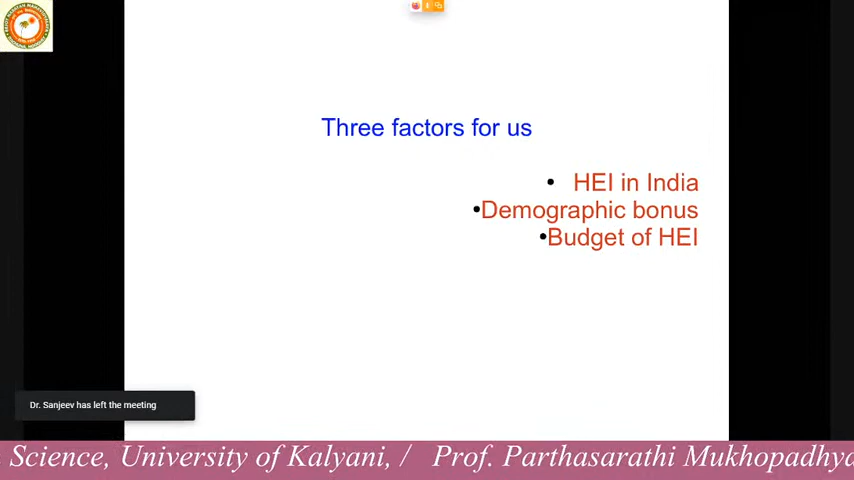 Three factors for us
• HEI in India
•Demographic bonus
•Budget of HEI
Dr. Sanjeev has left the meeting
Science, University of Kalyani, / Prof. Parthasarathi Mukhopadhya